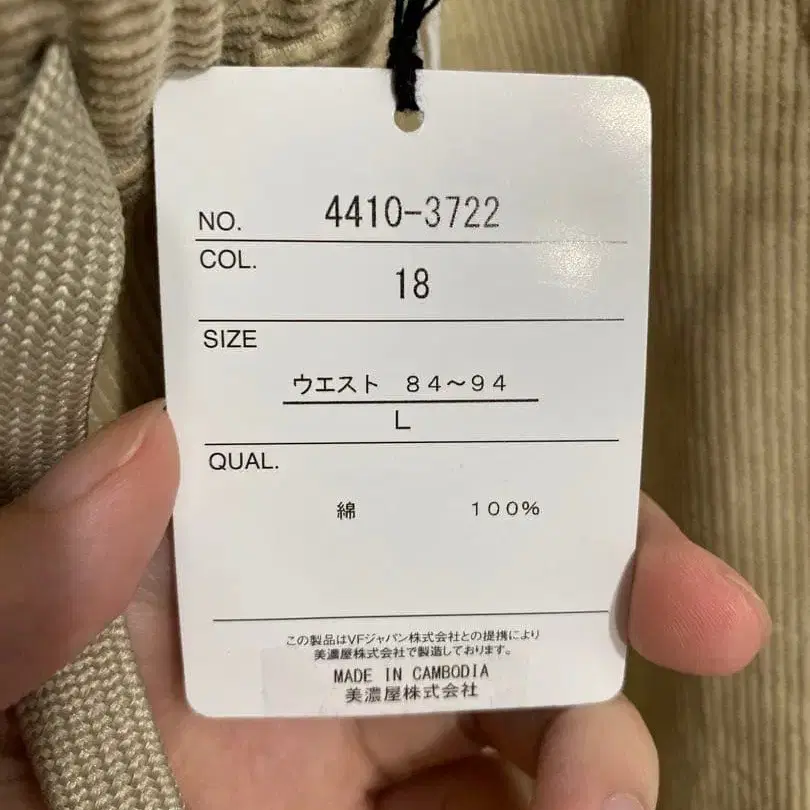 NO. 4410-3722
COL.
18
SIZE
ウエスト 84～94
L
QUAL.
綿 100%
この製品はVFジャパン株式会社との提携により
美濃屋株式会社で製造しております。
MADE IN CAMBODIA
美濃屋株式会社